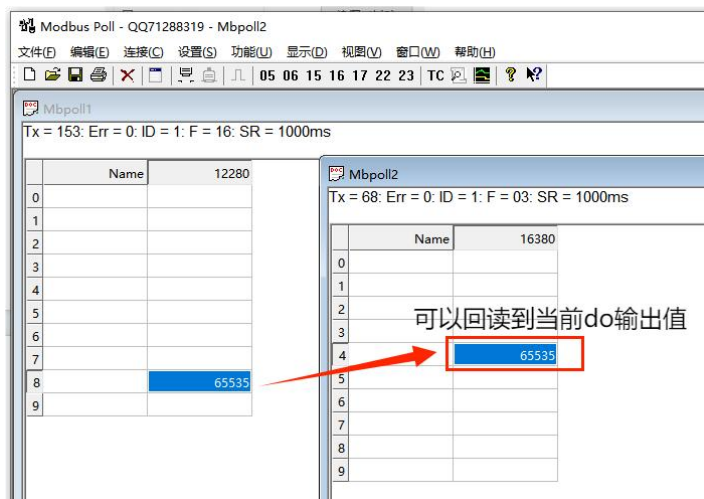 Modbus Poll - QQ71288319 - Mbpoll2
文件(F) 编辑(E) 连接(C) 设置(S) 功能(U) 显示(D) 视图(V) 窗口(W) 帮助(H)
05 06 15 16 17 22 23 TC
Mbpoll1
Tx = 153: Err = 0: ID = 1: F = 16: SR = 1000ms
Name 12280
0
1
2
3
4
5
6
7
8 65535
9
Mbpoll2
Tx = 68: Err = 0: ID = 1: F = 03: SR = 1000ms
Name 16380
0
1
2
可以回读到当前do输出值
3
4 65535
5
6
7
8
9